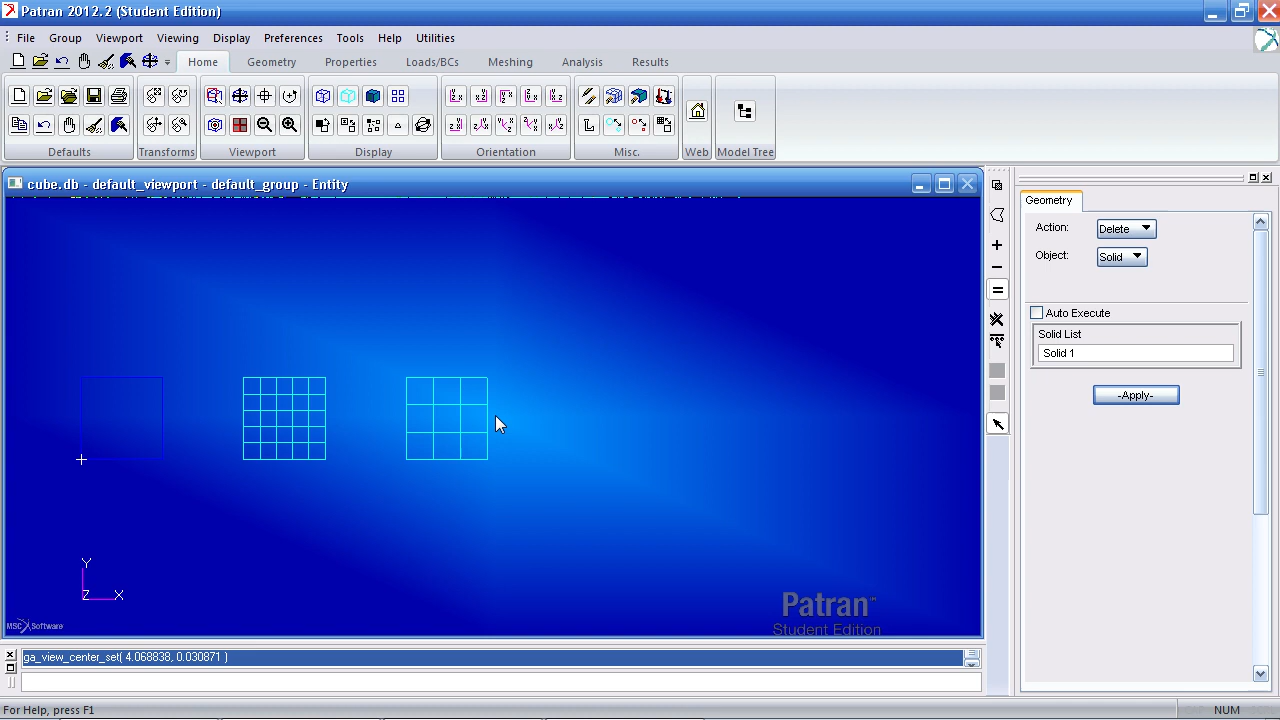 Patran 2012.2 (Student Edition)
File Group Viewport Viewing Display Preferences Tools Help Utilities
Home Geometry Properties Loads/BCs Meshing Analysis Results
Defaults Transforms Viewport Display Orientation Misc. Web Model Tree
cube.db - default_viewport - default_group - Entity
Geometry
Action: Delete
Object: Solid
Auto Execute
Solid List
Solid 1
-Apply-
Y
Z X
Patran™
Student Edition
MSC Software
ga_view_center_set( 4.068838, 0.030871 )
For Help, press F1
NUM